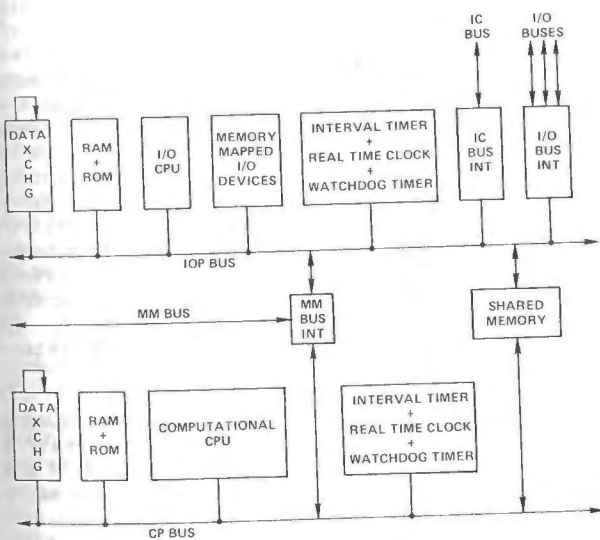 IC
BUS
I/O
BUSES
DATA
X
C
H
G
RAM
+
ROM
I/O
CPU
MEMORY
MAPPED
I/O
DEVICES
INTERVAL TIMER
+
REAL TIME CLOCK
+
WATCHDOG TIMER
IC
BUS
INT
I/O
BUS
INT
IOP BUS
MM BUS
MM
BUS
INT
SHARED
MEMORY
DATA
X
C
H
G
RAM
+
ROM
COMPUTATIONAL
CPU
INTERVAL TIMER
+
REAL TIME CLOCK
+
WATCHDOG TIMER
CP BUS